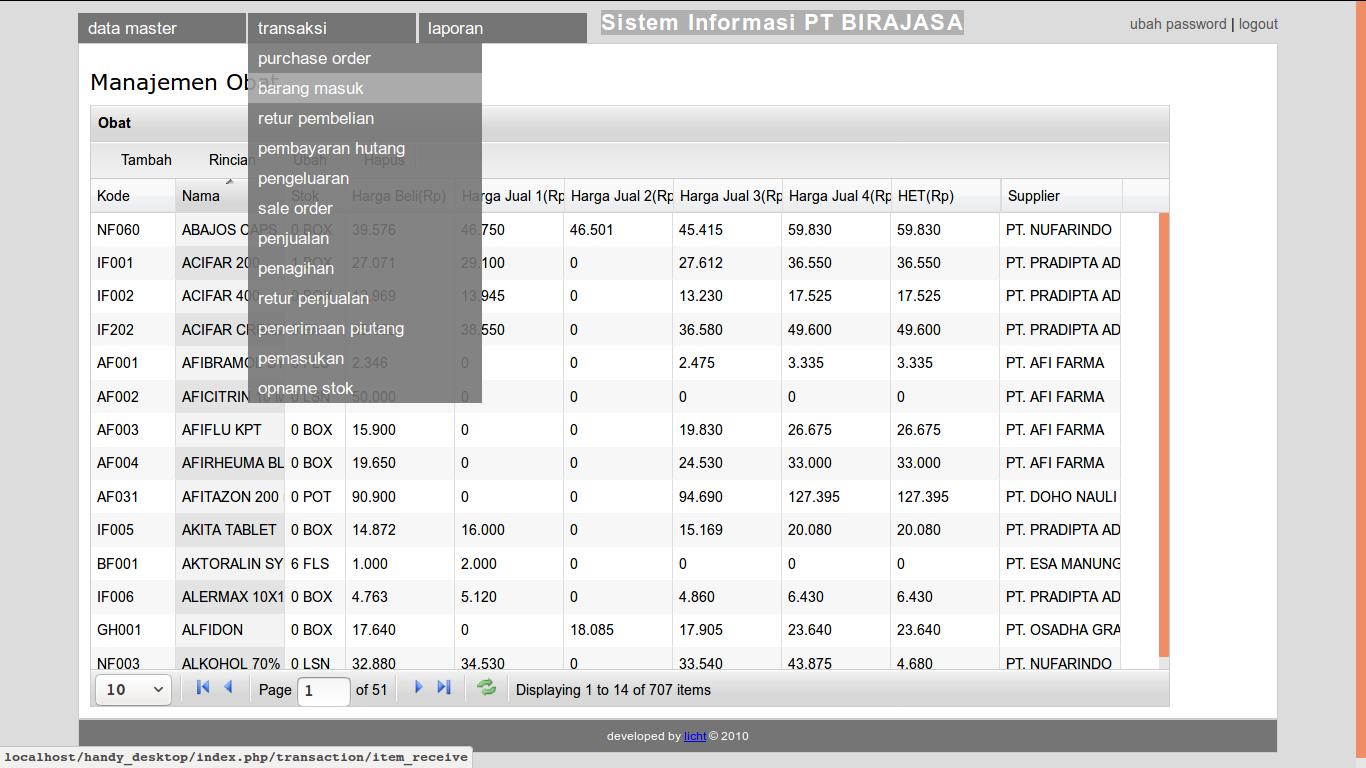 data master transaksi laporan Sistem Informasi PT BIRAJASA ubah password | logout
purchase order
barang masuk
retur pembelian
pembayaran hutang
pengeluaran
sale order
penjualan
penagihan
retur penjualan
penerimaan piutang
pemasukan
opname stok
Manajemen Obat
Obat
Tambah Rincian Ubah Hapus
Kode Nama Stok Harga Beli(Rp) Harga Jual 1(Rp Harga Jual 2(Rp Harga Jual 3(Rp Harga Jual 4(Rp HET(Rp) Supplier
NF060 ABAJOS CAPS 0 BOX 39.576 46.750 46.501 45.415 59.830 59.830 PT. NUFARINDO
IF001 ACIFAR 200 1 BOX 27.071 29.100 0 27.612 36.550 36.550 PT. PRADIPTA AD
IF002 ACIFAR 400 13.945 0 13.230 17.525 17.525 PT. PRADIPTA AD
IF202 ACIFAR 38.550 0 36.580 49.600 49.600 PT. PRADIPTA AD
AF001 2.346 0 0 2.475 3.335 3.335 PT. AFI FARMA
AF002 AFICITRIN 0 LSN 50.000 0 0 0 0 0 PT. AFI FARMA
AF003 AFIFLU KPT 0 BOX 15.900 0 0 19.830 26.675 26.675 PT. AFI FARMA
AF004 AFIRHEUMA BL 0 BOX 19.650 0 0 24.530 33.000 33.000 PT. AFI FARMA
AF031 AFITAZON 200 0 POT 90.900 0 0 94.690 127.395 127.395 PT. DOHO NAULI
IF005 AKITA TABLET 0 BOX 14.872 16.000 0 15.169 20.080 20.080 PT. PRADIPTA AD
BF001 AKTORALIN SY 6 FLS 1.000 2.000 0 0 0 0 PT. ESA MANUNG
IF006 ALERMAX 10X1 0 BOX 4.763 5.120 0 4.860 6.430 6.430 PT. PRADIPTA AD
GH001 ALFIDON 0 BOX 17.640 0 18.085 17.905 23.640 23.640 PT. OSADHA GRA
NF003 ALKOHOL 70% 0 LSN 32.880 34.530 0 33.540 43.875 4.680 PT. NUFARINDO
10 Page 1 of 51 Displaying 1 to 14 of 707 items
developed by licht © 2010
localhost/handy_desktop/index.php/transaction/item_receive